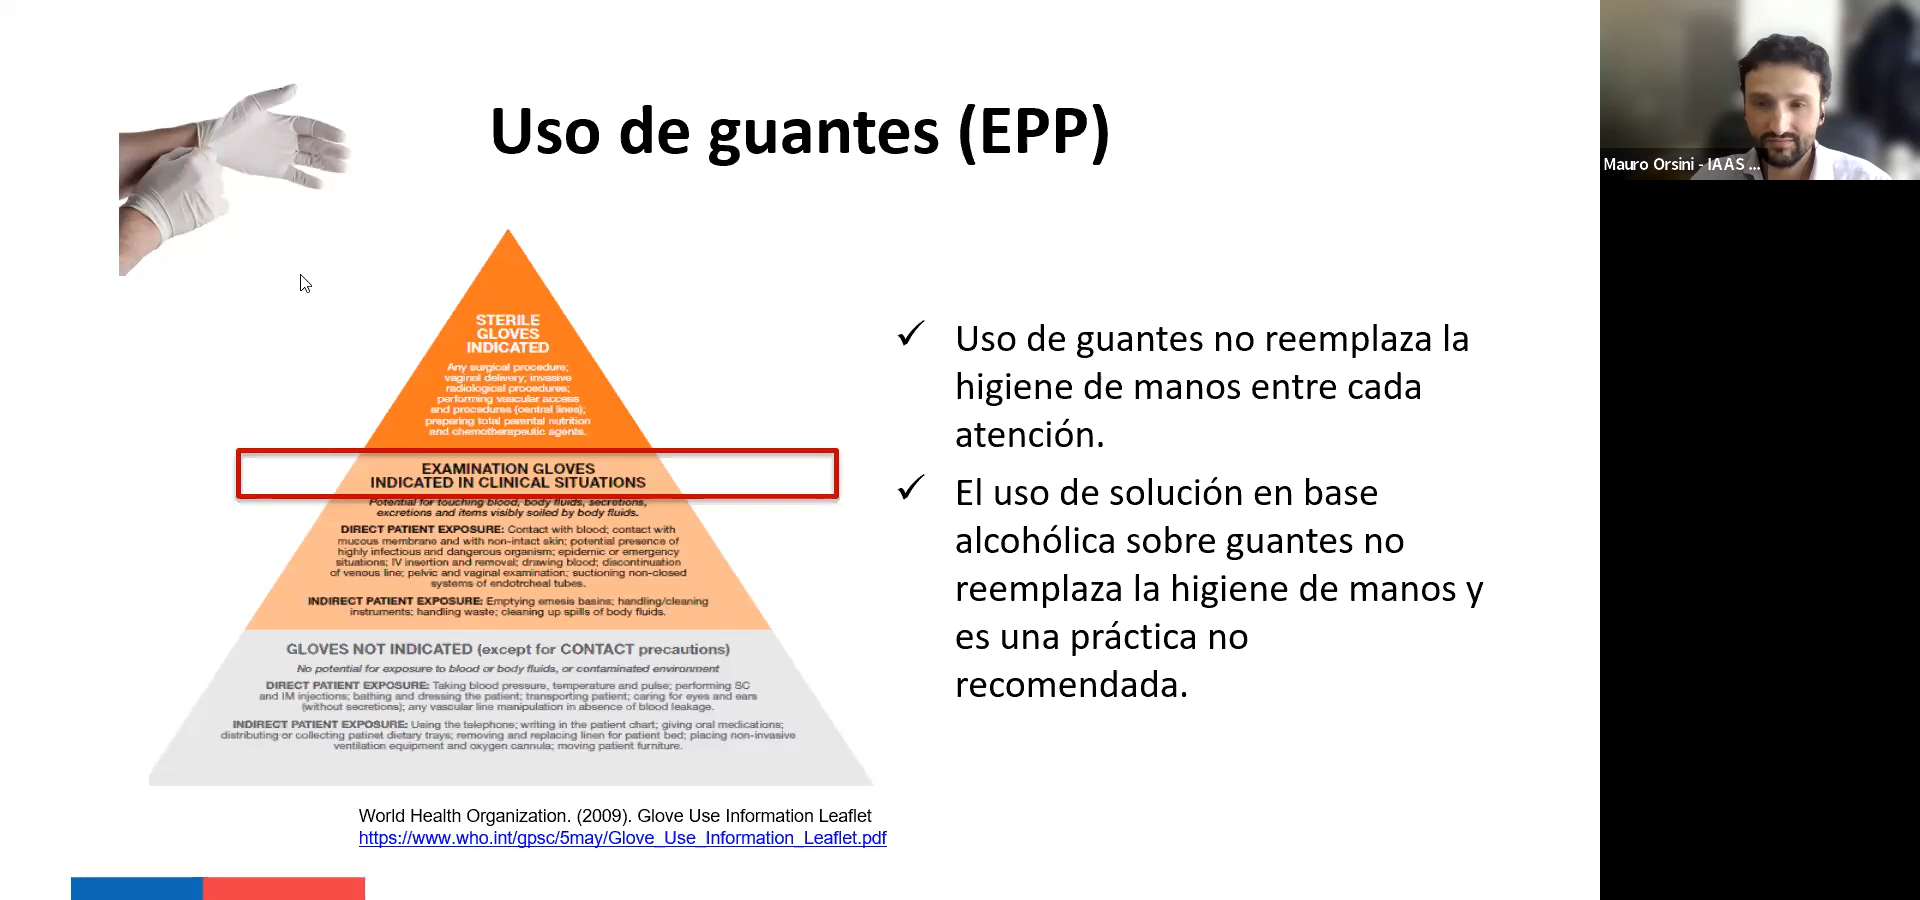 Uso de guantes (EPP)
Mauro Orsini - IAAS ...
STERILE
GLOVES
INDICATED
Any surgical procedure;
vaginal delivery; invasive
radiological procedures;
performing vascular access
and procedures (central lines);
preparing total parental nutrition
and chemotherapeutic agents.
EXAMINATION GLOVES
INDICATED IN CLINICAL SITUATIONS
Potential for touching blood, body fluids, secretions,
excretions and items visibly soiled by body fluids.
DIRECT PATIENT EXPOSURE: Contact with blood; contact with
mucous membrane and with non-intact skin; potential presence of
highly infectious and dangerous organism; epidemic or emergency
situations; IV insertion and removal; drawing blood; discontinuation
of venous line; pelvic and vaginal examination; suctioning non-closed
systems of endotrcheal tubes.
INDIRECT PATIENT EXPOSURE: Emptying emesis basins; handling/cleaning
instruments; handling waste; cleaning up spills of body fluids.
GLOVES NOT INDICATED (except for CONTACT precautions)
No potential for exposure to blood or body fluids, or contaminated environment
DIRECT PATIENT EXPOSURE: Taking blood pressure, temperature and pulse; performing SC
and IM injections; bathing and dressing the patient; transporting patient; caring for eyes and ears
(without secretions); any vascular line manipulation in absence of blood leakage.
INDIRECT PATIENT EXPOSURE: Using the telephone; writing in the patient chart; giving oral medications;
distributing or collecting patinet dietary trays; removing and replacing linen for patient bed; placing non-invasive
ventilation equipment and oxygen cannula; moving patient furniture.
World Health Organization. (2009). Glove Use Information Leaflet
https://www.who.int/gpsc/5may/Glove_Use_Information_Leaflet.pdf
Uso de guantes no reemplaza la
higiene de manos entre cada
atención.
El uso de solución en base
alcohólica sobre guantes no
reemplaza la higiene de manos y
es una práctica no
recomendada.